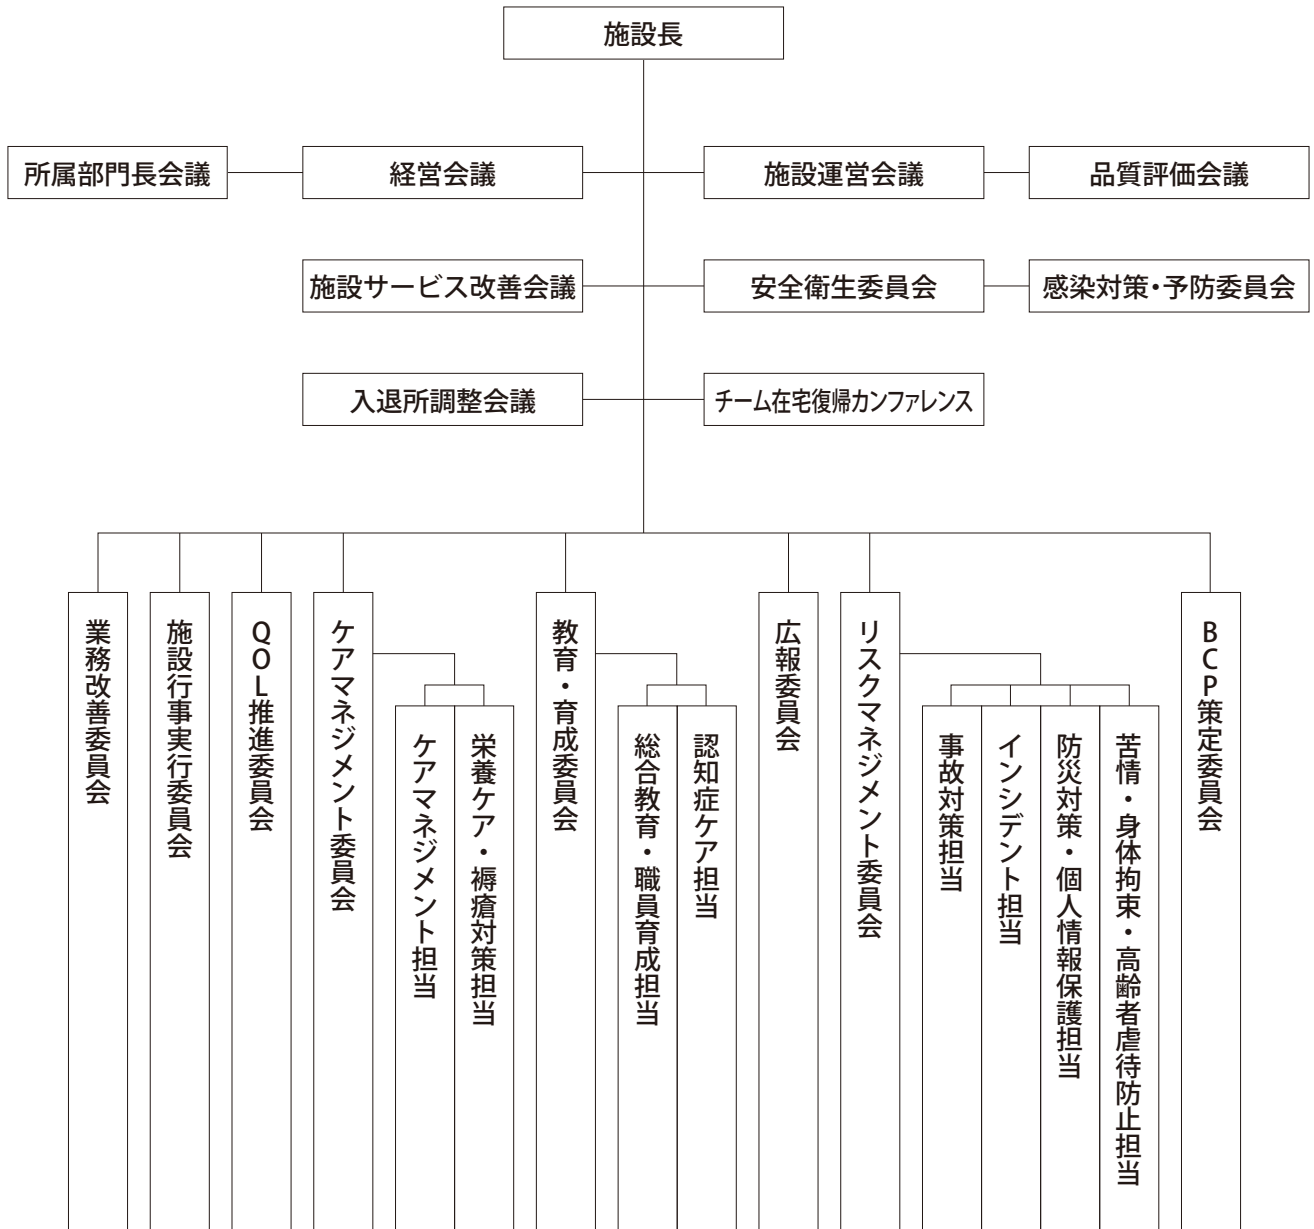 施設長
所属部門長会議
経営会議
施設運営会議
品質評価会議
施設サービス改善会議
安全衛生委員会
感染対策・予防委員会
入退所調整会議
チーム在宅復帰カンファレンス
業務改善委員会
施設行事実行委員会
QOL推進委員会
ケアマネジメント委員会
ケアマネジメント担当
栄養ケア・褥瘡対策担当
教育・育成委員会
総合教育・職員育成担当
認知症ケア担当
広報委員会
リスクマネジメント委員会
事故対策担当
インシデント担当
防災対策・個人情報保護担当
苦情・身体拘束・高齢者虐待防止担当
BCP策定委員会